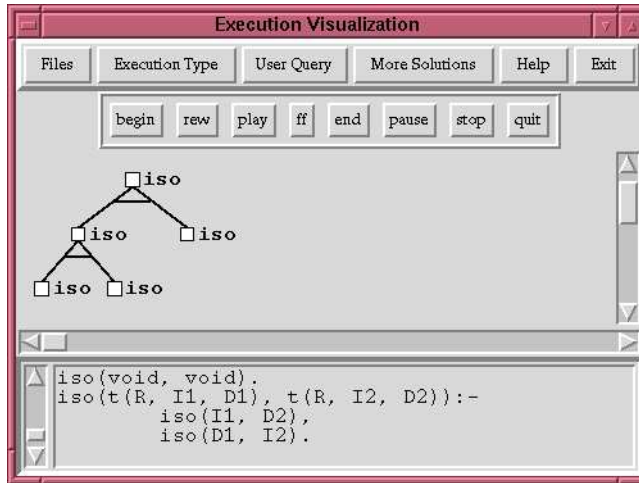 Execution Visualization
Files Execution Type User Query More Solutions Help Exit
begin rew play ff end pause stop quit
iso
iso iso
iso iso
iso(void, void).
iso(t(R, I1, D1), t(R, I2, D2)):-
iso(I1, D2),
iso(D1, I2).